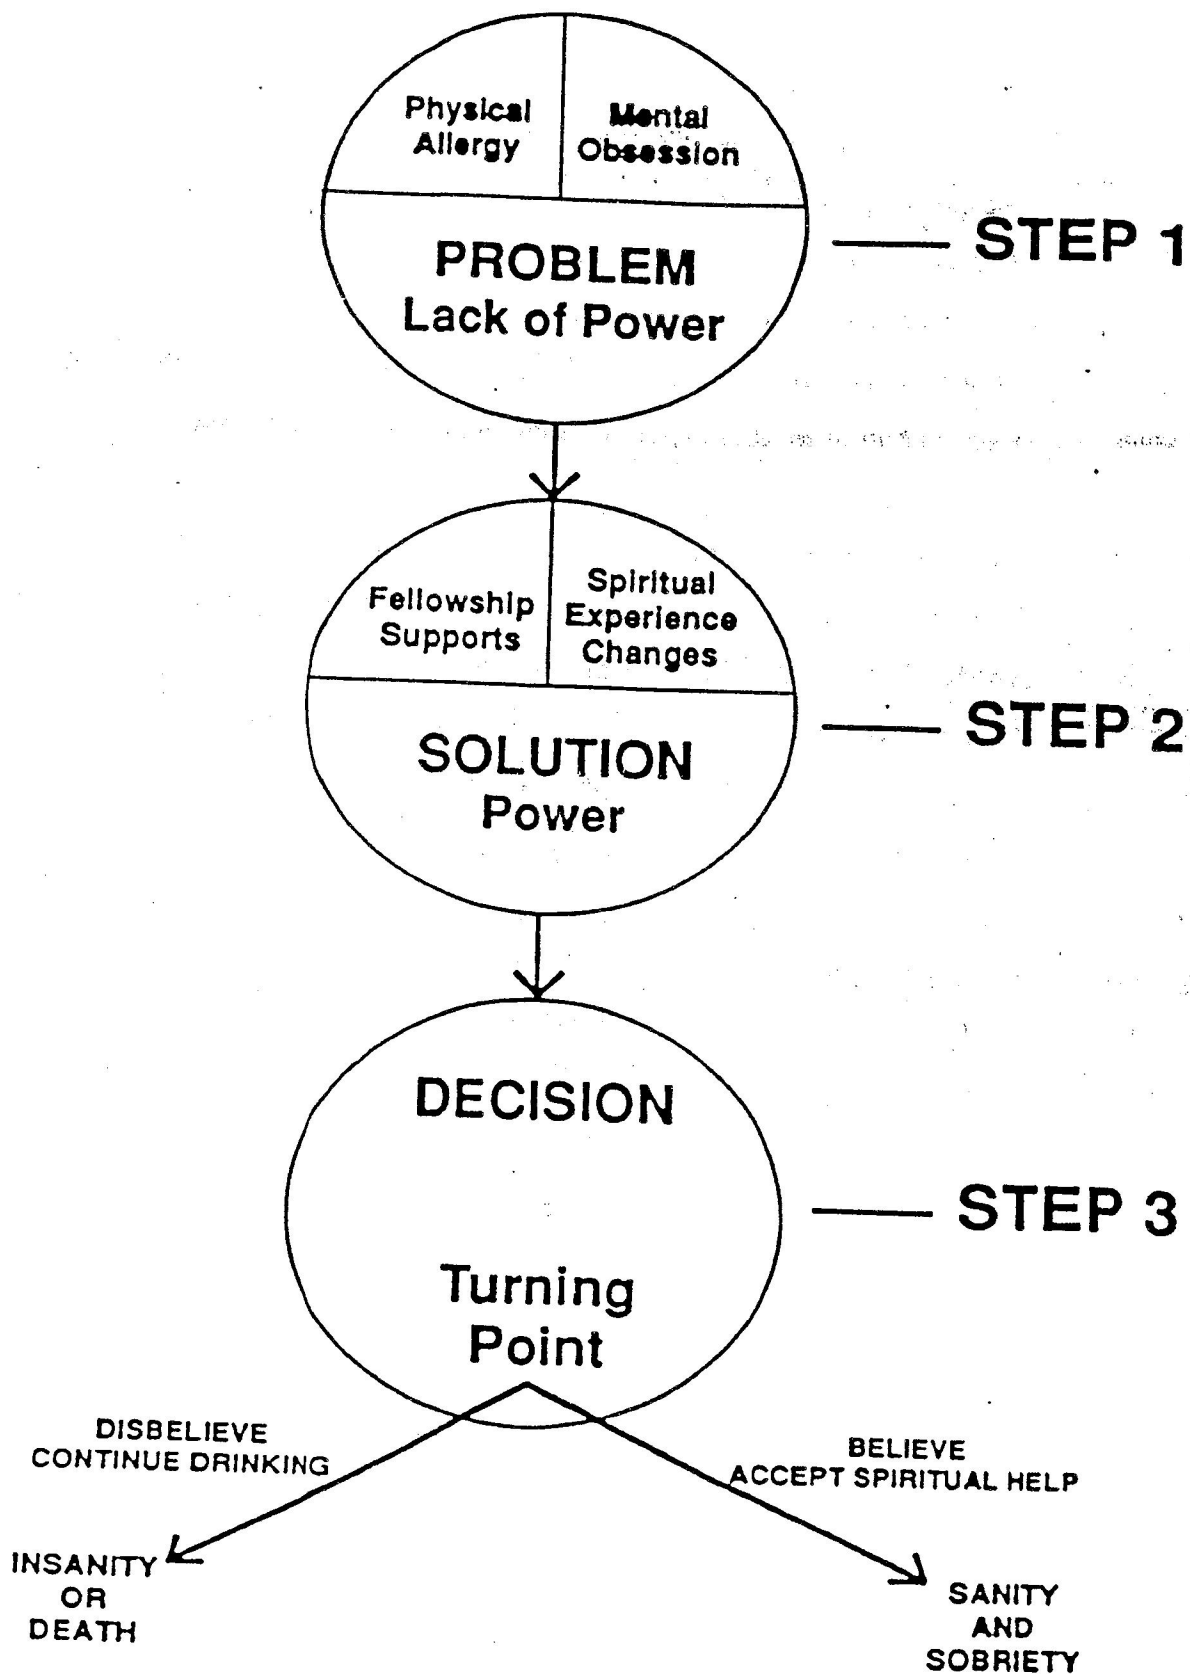 Physical
Allergy
Mental
Obsession
PROBLEM
Lack of Power
STEP 1
Fellowship
Supports
Spiritual
Experience
Changes
SOLUTION
Power
STEP 2
DECISION
Turning
Point
STEP 3
DISBELIEVE
CONTINUE DRINKING
BELIEVE
ACCEPT SPIRITUAL HELP
INSANITY
OR
DEATH
SANITY
AND
SOBRIETY